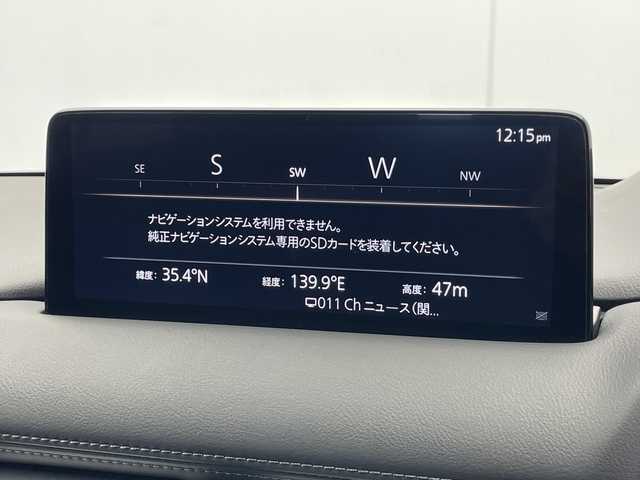 12:15pm
SE S SW W NW
ナビゲーションシステムを利用できません。
純正ナビゲーションシステム専用のSDカードを装着してください。
緯度: 35.4°N 経度: 139.9°E 高度: 47m
011 Ch ニュース(関...